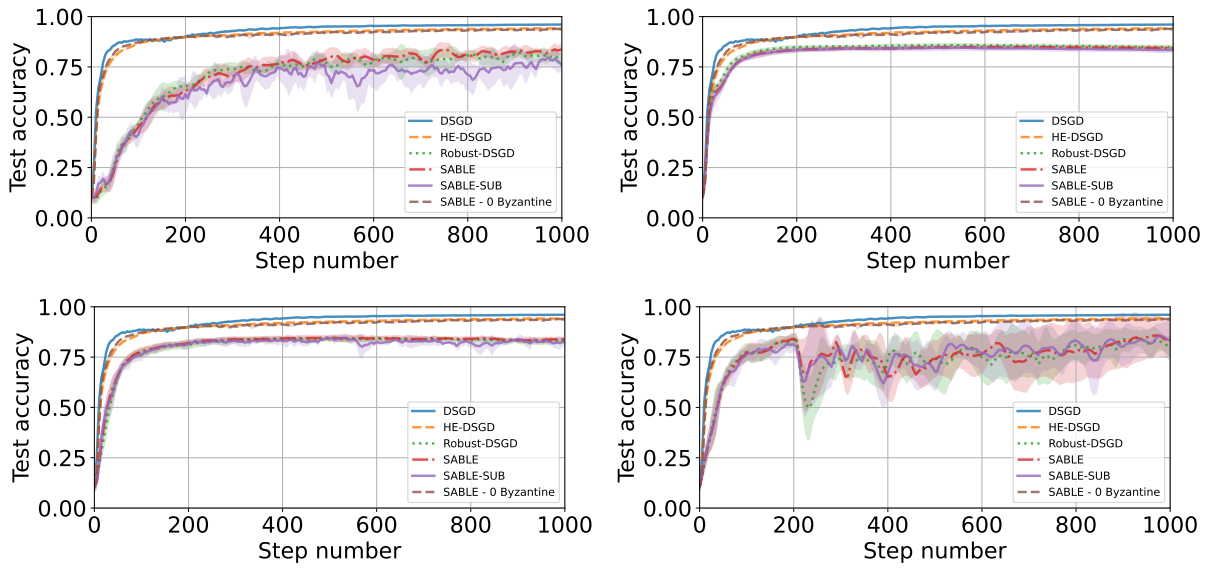 1.00
0.75
0.50
0.25
0.00
Test accuracy
DSGD
HE-DSGD
Robust-DSGD
SABLE
SABLE-SUB
SABLE - 0 Byzantine
0 200 400 600 800 1000
Step number
1.00
0.75
0.50
0.25
0.00
Test accuracy
DSGD
HE-DSGD
Robust-DSGD
SABLE
SABLE-SUB
SABLE - 0 Byzantine
0 200 400 600 800 1000
Step number
1.00
0.75
0.50
0.25
0.00
Test accuracy
DSGD
HE-DSGD
Robust-DSGD
SABLE
SABLE-SUB
SABLE - 0 Byzantine
0 200 400 600 800 1000
Step number
1.00
0.75
0.50
0.25
0.00
Test accuracy
DSGD
HE-DSGD
Robust-DSGD
SABLE
SABLE-SUB
SABLE - 0 Byzantine
0 200 400 600 800 1000
Step number